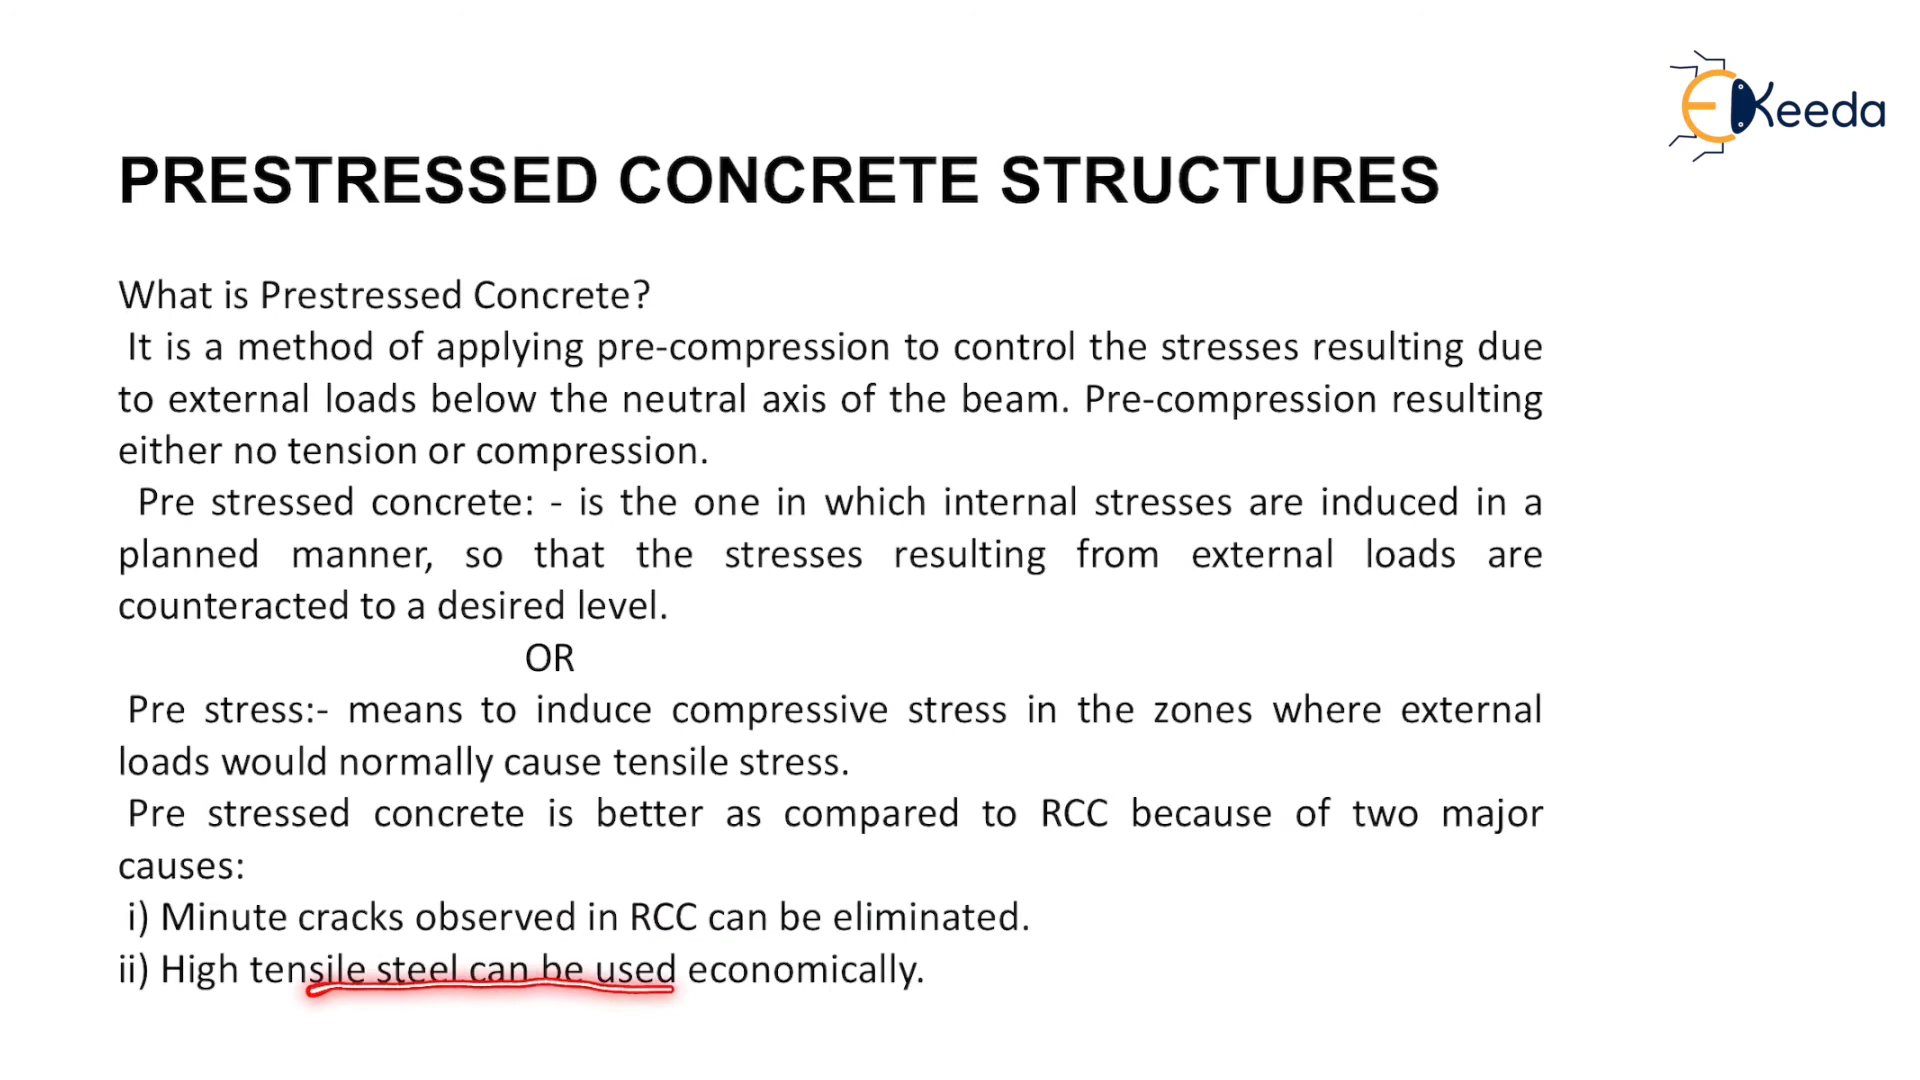 EKeeda
PRESTRESSED CONCRETE STRUCTURES
What is Prestressed Concrete?
It is a method of applying pre-compression to control the stresses resulting due
to external loads below the neutral axis of the beam. Pre-compression resulting
either no tension or compression.
Pre stressed concrete: - is the one in which internal stresses are induced in a
planned manner, so that the stresses resulting from external loads are
counteracted to a desired level.
OR
Pre stress:- means to induce compressive stress in the zones where external
loads would normally cause tensile stress.
Pre stressed concrete is better as compared to RCC because of two major
causes:
i) Minute cracks observed in RCC can be eliminated.
ii) High tensile steel can be used economically.